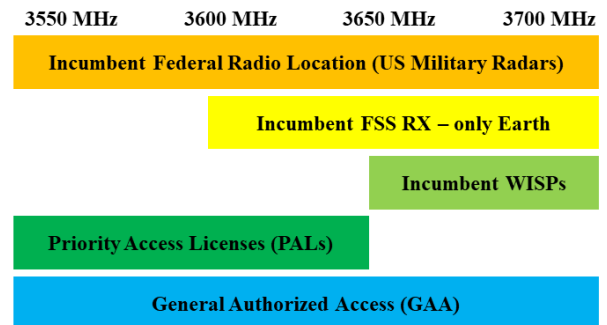 3550 MHz 3600 MHz 3650 MHz 3700 MHz
Incumbent Federal Radio Location (US Military Radars)
Incumbent FSS RX – only Earth
Incumbent WISPs
Priority Access Licenses (PALs)
General Authorized Access (GAA)